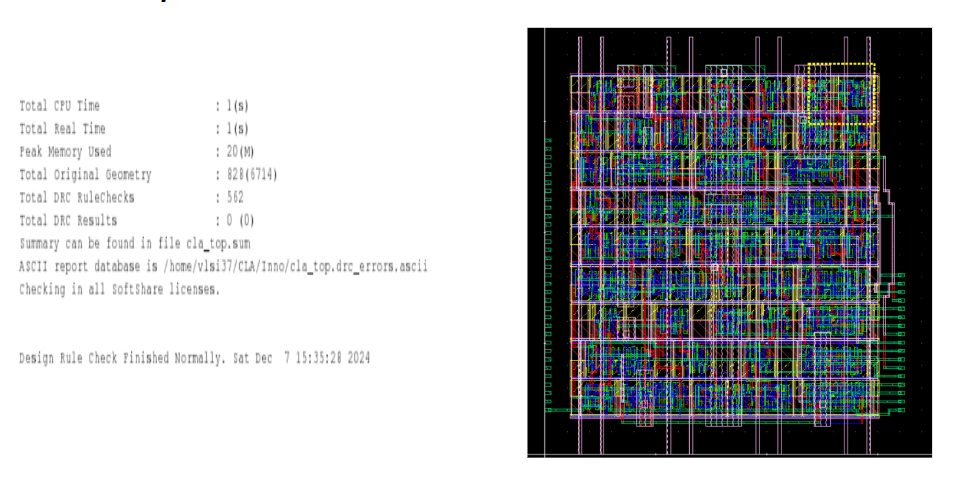 Total CPU Time : 1(s)
Total Real Time : 1(s)
Peak Memory Used : 20(M)
Total Original Geometry : 828(6714)
Total DRC RuleChecks : 562
Total DRC Results : 0 (0)
Summary can be found in file cla_top.sum
ASCII report database is /home/vlsi37/CLA/Inno/cla_top.drc_errors.ascii
Checking in all SoftShare licenses.
Design Rule Check Finished Normally. Sat Dec 7 15:35:28 2024